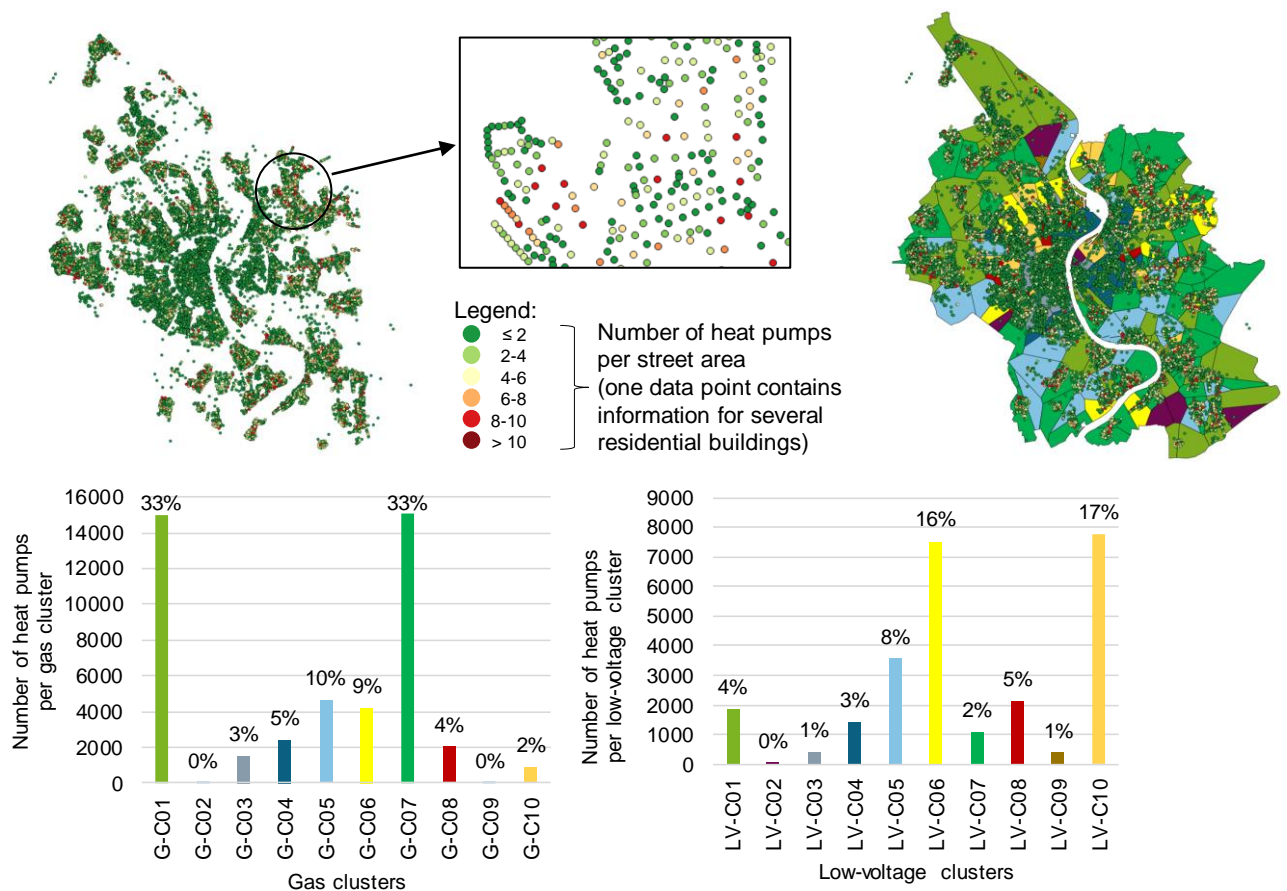 Legend:
≤ 2
2-4
4-6
6-8
8-10
> 10
Number of heat pumps
per street area
(one data point contains
information for several
residential buildings)
Number of heat pumps
per gas cluster
16000
14000
12000
10000
8000
6000
4000
2000
0
33%
0%
3%
5%
10%
9%
33%
4%
0%
2%
G-C01
G-C02
G-C03
G-C04
G-C05
G-C06
G-C07
G-C08
G-C09
G-C10
Gas clusters
Number of heat pumps
per low-voltage cluster
9000
8000
7000
6000
5000
4000
3000
2000
1000
0
4%
0%
1%
3%
8%
16%
2%
5%
1%
17%
LV-C01
LV-C02
LV-C03
LV-C04
LV-C05
LV-C06
LV-C07
LV-C08
LV-C09
LV-C10
Low-voltage clusters